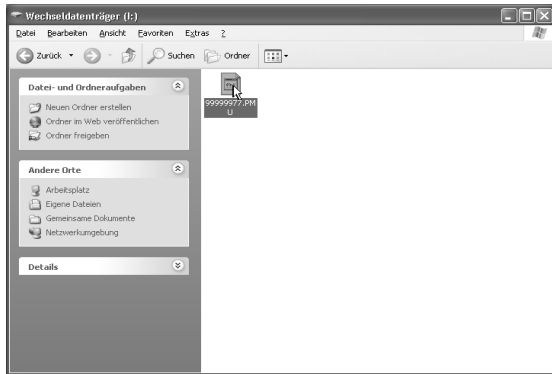 Wechseldatenträger (I:)
Datei Bearbeiten Ansicht Favoriten Extras ?
Zurück Suchen Ordner
Datei- und Ordneraufgaben
Neuen Ordner erstellen
Ordner im Web veröffentlichen
Ordner freigeben
Andere Orte
Arbeitsplatz
Eigene Dateien
Gemeinsame Dokumente
Netzwerkumgebung
Details
99999977.PM
U